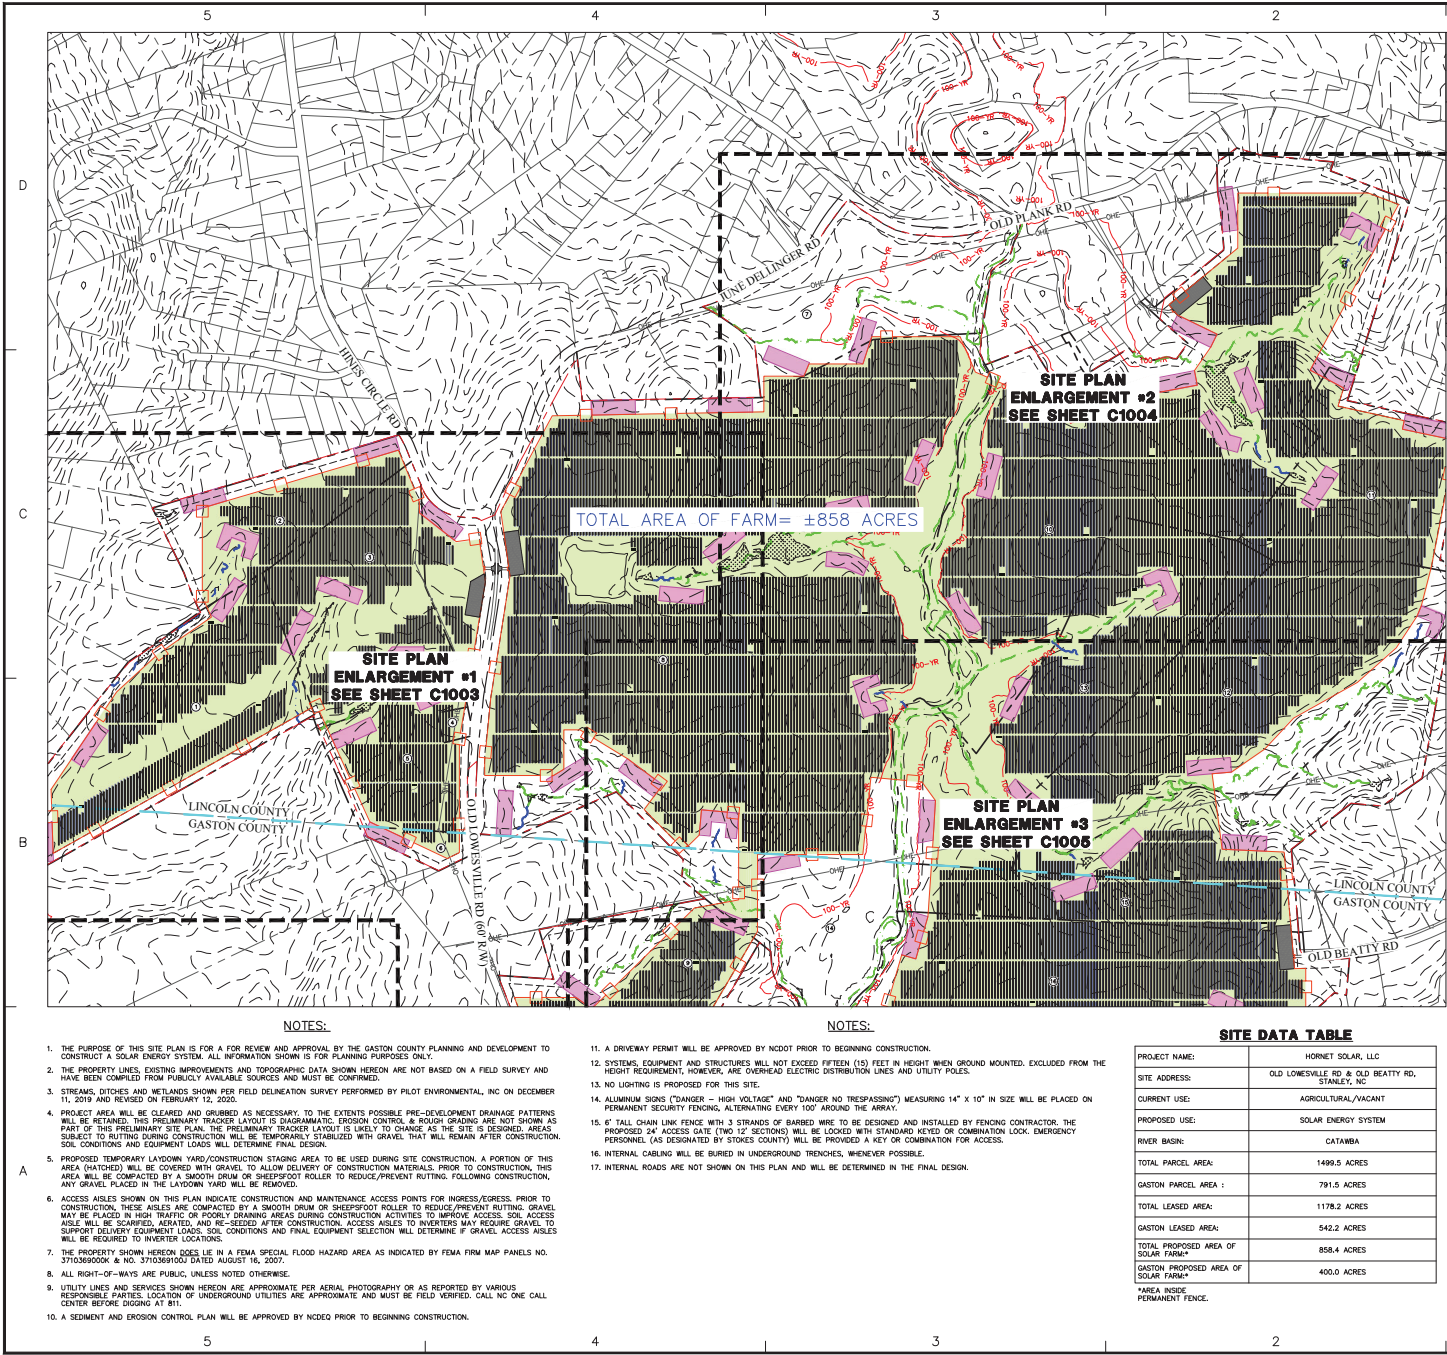 5 4 3 2
D
C
B
A
JUNE DELLINGER RD
OLD PLANK RD
HINES CIRCLE RD
OHE
100-YR
SITE PLAN
ENLARGEMENT #2
SEE SHEET C1004
TOTAL AREA OF FARM= ±858 ACRES
SITE PLAN
ENLARGEMENT #1
SEE SHEET C1003
SITE PLAN
ENLARGEMENT #3
SEE SHEET C1005
LINCOLN COUNTY
GASTON COUNTY
OLD LOWESVILLE RD (60' R/W)
LINCOLN COUNTY
GASTON COUNTY
OLD BEATTY RD
NOTES:
1. THE PURPOSE OF THIS SITE PLAN IS FOR A FOR REVIEW AND APPROVAL BY THE GASTON COUNTY PLANNING AND DEVELOPMENT TO
CONSTRUCT A SOLAR ENERGY SYSTEM. ALL INFORMATION SHOWN IS FOR PLANNING PURPOSES ONLY.
2. THE PROPERTY LINES, EXISTING IMPROVEMENTS AND TOPOGRAPHIC DATA SHOWN HEREON ARE NOT BASED ON A FIELD SURVEY AND
HAVE BEEN COMPILED FROM PUBLICLY AVAILABLE SOURCES AND MUST BE CONFIRMED.
3. STREAMS, DITCHES AND WETLANDS SHOWN PER FIELD DELINEATION SURVEY PERFORMED BY PILOT ENVIRONMENTAL, INC ON DECEMBER
11, 2019 AND REVISED ON FEBRUARY 12, 2020.
4. PROJECT AREA WILL BE CLEARED AND GRUBBED AS NECESSARY. TO THE EXTENTS POSSIBLE PRE-DEVELOPMENT DRAINAGE PATTERNS
WILL BE RETAINED. THIS PRELIMINARY TRACKER LAYOUT IS DIAGRAMMATIC. EROSION CONTROL & ROUGH GRADING ARE NOT SHOWN AS
PART OF THIS PRELIMINARY SITE PLAN. THE PRELIMINARY TRACKER LAYOUT IS LIKELY TO CHANGE AS THE SITE IS DESIGNED. AREAS
SUBJECT TO RUTTING DURING CONSTRUCTION WILL BE TEMPORARILY STABILIZED WITH GRAVEL THAT WILL REMAIN AFTER CONSTRUCTION.
SOIL CONDITIONS AND EQUIPMENT LOADS WILL DETERMINE FINAL DESIGN.
5. PROPOSED TEMPORARY LAYDOWN YARD/CONSTRUCTION STAGING AREA TO BE USED DURING SITE CONSTRUCTION. A PORTION OF THIS
AREA (HATCHED) WILL BE COVERED WITH GRAVEL TO ALLOW DELIVERY OF CONSTRUCTION MATERIALS. PRIOR TO CONSTRUCTION, THIS
AREA WILL BE COMPACTED BY A SMOOTH DRUM OR SHEEPSFOOT ROLLER TO REDUCE/PREVENT RUTTING. FOLLOWING CONSTRUCTION,
ANY GRAVEL PLACED IN THE LAYDOWN YARD WILL BE REMOVED.
6. ACCESS AISLES SHOWN ON THIS PLAN INDICATE CONSTRUCTION AND MAINTENANCE ACCESS POINTS FOR INGRESS/EGRESS. PRIOR TO
CONSTRUCTION, THESE AISLES ARE COMPACTED BY A SMOOTH DRUM OR SHEEPSFOOT ROLLER TO REDUCE/PREVENT RUTTING. GRAVEL
MAY BE PLACED IN HIGH TRAFFIC OR POORLY DRAINING AREAS DURING CONSTRUCTION ACTIVITIES TO IMPROVE ACCESS. SOIL ACCESS
AISLE WILL BE SCARIFIED, AERATED, AND RE-SEEDED AFTER CONSTRUCTION. ACCESS AISLES TO INVERTERS MAY REQUIRE GRAVEL TO
SUPPORT DELIVERY EQUIPMENT LOADS. SOIL CONDITIONS AND FINAL EQUIPMENT SELECTION WILL DETERMINE IF GRAVEL ACCESS AISLES
WILL BE REQUIRED TO INVERTER LOCATIONS.
7. THE PROPERTY SHOWN HEREON DOES LIE IN A FEMA SPECIAL FLOOD HAZARD AREA AS INDICATED BY FEMA FIRM MAP PANELS NO.
3710369000K & NO. 3710369100J DATED AUGUST 16, 2007.
8. ALL RIGHT-OF-WAYS ARE PUBLIC, UNLESS NOTED OTHERWISE.
9. UTILITY LINES AND SERVICES SHOWN HEREON ARE APPROXIMATE PER AERIAL PHOTOGRAPHY OR AS REPORTED BY VARIOUS
RESPONSIBLE PARTIES. LOCATION OF UNDERGROUND UTILITIES ARE APPROXIMATE AND MUST BE FIELD VERIFIED. CALL NC ONE CALL
CENTER BEFORE DIGGING AT 811.
10. A SEDIMENT AND EROSION CONTROL PLAN WILL BE APPROVED BY NCDEQ PRIOR TO BEGINNING CONSTRUCTION.
NOTES:
11. A DRIVEWAY PERMIT WILL BE APPROVED BY NCDOT PRIOR TO BEGINNING CONSTRUCTION.
12. SYSTEMS, EQUIPMENT AND STRUCTURES WILL NOT EXCEED FIFTEEN (15) FEET IN HEIGHT WHEN GROUND MOUNTED. EXCLUDED FROM THE
HEIGHT REQUIREMENT, HOWEVER, ARE OVERHEAD ELECTRIC DISTRIBUTION LINES AND UTILITY POLES.
13. NO LIGHTING IS PROPOSED FOR THIS SITE.
14. ALUMINUM SIGNS ("DANGER - HIGH VOLTAGE" AND "DANGER NO TRESPASSING") MEASURING 14" X 10" IN SIZE WILL BE PLACED ON
PERMANENT SECURITY FENCING, ALTERNATING EVERY 100' AROUND THE ARRAY.
15. 6' TALL CHAIN LINK FENCE WITH 3 STRANDS OF BARBED WIRE TO BE DESIGNED AND INSTALLED BY FENCING CONTRACTOR. THE
PROPOSED 24' ACCESS GATE (TWO 12' SECTIONS) WILL BE LOCKED WITH STANDARD KEYED OR COMBINATION LOCK. EMERGENCY
PERSONNEL (AS DESIGNATED BY STOKES COUNTY) WILL BE PROVIDED A KEY OR COMBINATION FOR ACCESS.
16. INTERNAL CABLING WILL BE BURIED IN UNDERGROUND TRENCHES, WHENEVER POSSIBLE.
17. INTERNAL ROADS ARE NOT SHOWN ON THIS PLAN AND WILL BE DETERMINED IN THE FINAL DESIGN.
SITE DATA TABLE
PROJECT NAME: HORNET SOLAR, LLC
SITE ADDRESS: OLD LOWESVILLE RD & OLD BEATTY RD,
STANLEY, NC
CURRENT USE: AGRICULTURAL/VACANT
PROPOSED USE: SOLAR ENERGY SYSTEM
RIVER BASIN: CATAWBA
TOTAL PARCEL AREA: 1499.5 ACRES
GASTON PARCEL AREA : 791.5 ACRES
TOTAL LEASED AREA: 1178.2 ACRES
GASTON LEASED AREA: 542.2 ACRES
TOTAL PROPOSED AREA OF
SOLAR FARM:* 858.4 ACRES
GASTON PROPOSED AREA OF
SOLAR FARM:* 400.0 ACRES
*AREA INSIDE
PERMANENT FENCE.
5 4 3 2